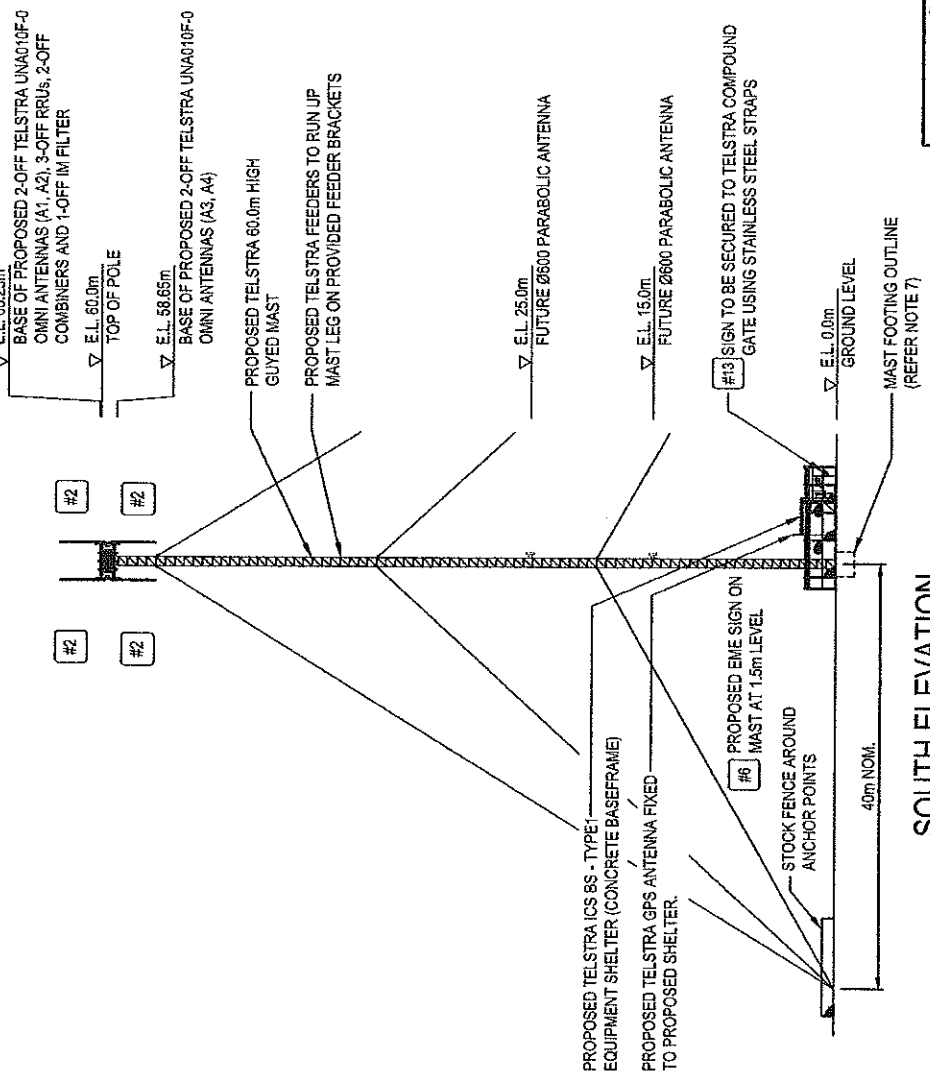 BASE OF PROPOSED 2-OFF TELSTRA UNA010F-0
OMNI ANTENNAS (A1, A2), 3-OFF RRUs, 2-OFF
COMBINERS AND 1-OFF IM FILTER
E.L. 60.0m
TOP OF POLE
E.L. 58.65m
BASE OF PROPOSED 2-OFF TELSTRA UNA010F-0
OMNI ANTENNAS (A3, A4)
#2
#2
#2
#2
PROPOSED TELSTRA 60.0m HIGH
GUYED MAST
PROPOSED TELSTRA FEEDERS TO RUN UP
MAST LEG ON PROVIDED FEEDER BRACKETS
E.L. 25.0m
FUTURE Ø600 PARABOLIC ANTENNA
E.L. 15.0m
FUTURE Ø600 PARABOLIC ANTENNA
#13 SIGN TO BE SECURED TO TELSTRA COMPOUND
GATE USING STAINLESS STEEL STRAPS
E.L. 0.0m
GROUND LEVEL
MAST FOOTING OUTLINE
(REFER NOTE 7)
PROPOSED TELSTRA ICS BS - TYPE1
EQUIPMENT SHELTER (CONCRETE BASEFRAME)
PROPOSED TELSTRA GPS ANTENNA FIXED
TO PROPOSED SHELTER.
#6 PROPOSED EME SIGN ON
MAST AT 1.5m LEVEL
STOCK FENCE AROUND
ANCHOR POINTS
40m NOM.
SOUTH ELEVATION